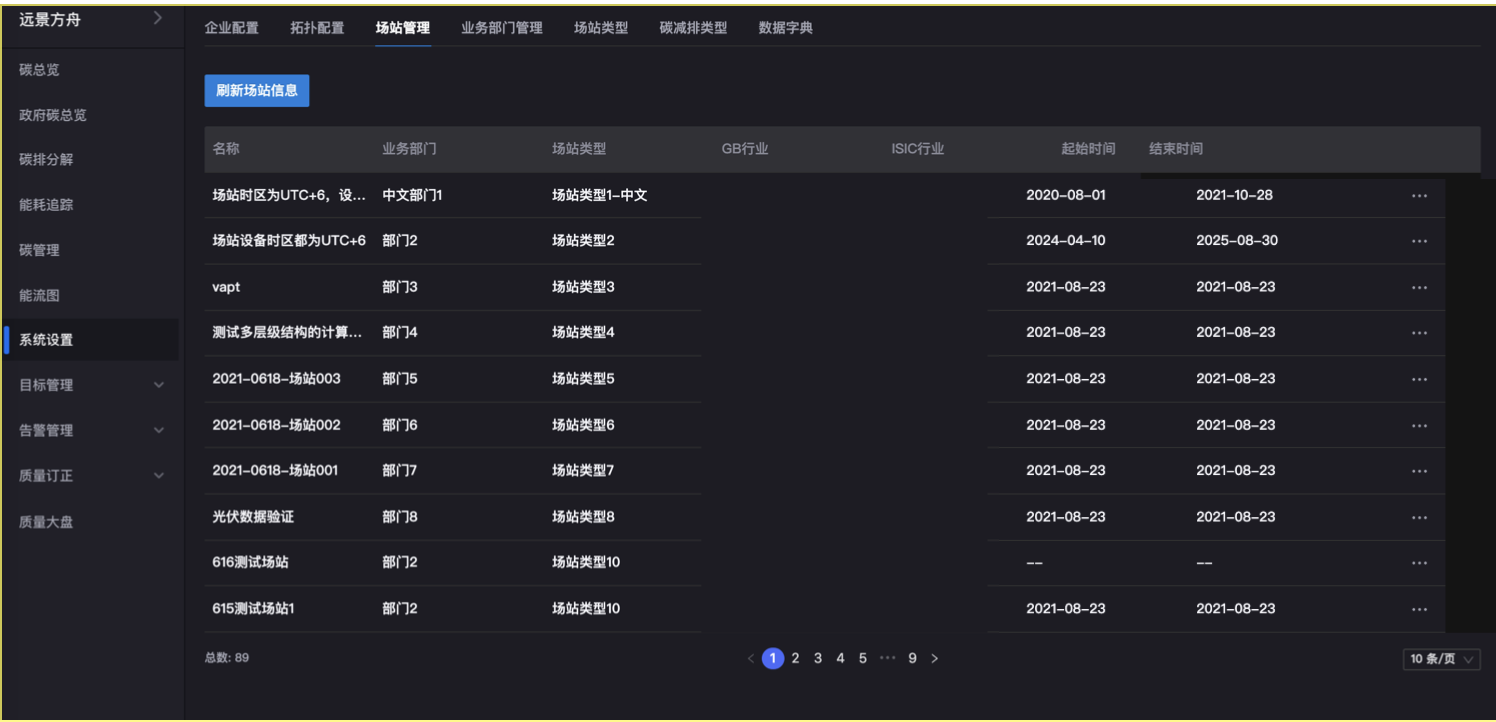 远景方舟
企业配置 拓扑配置 场站管理 业务部门管理 场站类型 碳减排类型 数据字典
碳总览
政府碳总览
碳排分解
能耗追踪
碳管理
能流图
系统设置
目标管理
告警管理
质量订正
质量大盘
刷新场站信息
名称 业务部门 场站类型 GB行业 ISIC行业 起始时间 结束时间
场站时区为UTC+6，设... 中文部门1 场站类型1-中文 2020-08-01 2021-10-28 ...
场站设备时区都为UTC+6 部门2 场站类型2 2024-04-10 2025-08-30 ...
vapt 部门3 场站类型3 2021-08-23 2021-08-23 ...
测试多层级结构的计算... 部门4 场站类型4 2021-08-23 2021-08-23 ...
2021-0618-场站003 部门5 场站类型5 2021-08-23 2021-08-23 ...
2021-0618-场站002 部门6 场站类型6 2021-08-23 2021-08-23 ...
2021-0618-场站001 部门7 场站类型7 2021-08-23 2021-08-23 ...
光伏数据验证 部门8 场站类型8 2021-08-23 2021-08-23 ...
616测试场站 部门2 场站类型10 -- -- ...
615测试场站1 部门2 场站类型10 2021-08-23 2021-08-23 ...
总数: 89 < 1 2 3 4 5 ··· 9 > 10 条/页